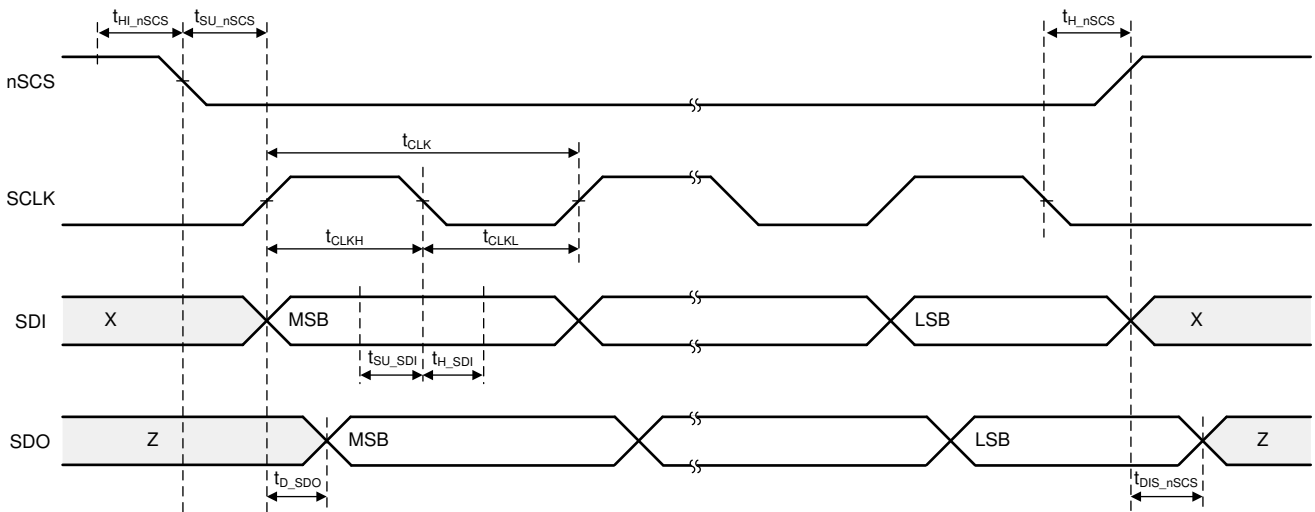 tHI_nSCS tSU_nSCS tH_nSCS
nSCS
tCLK
SCLK
tCLKH tCLKL
SDI X MSB LSB X
tSU_SDI tH_SDI
SDO Z MSB LSB Z
tD_SDO tDIS_nSCS